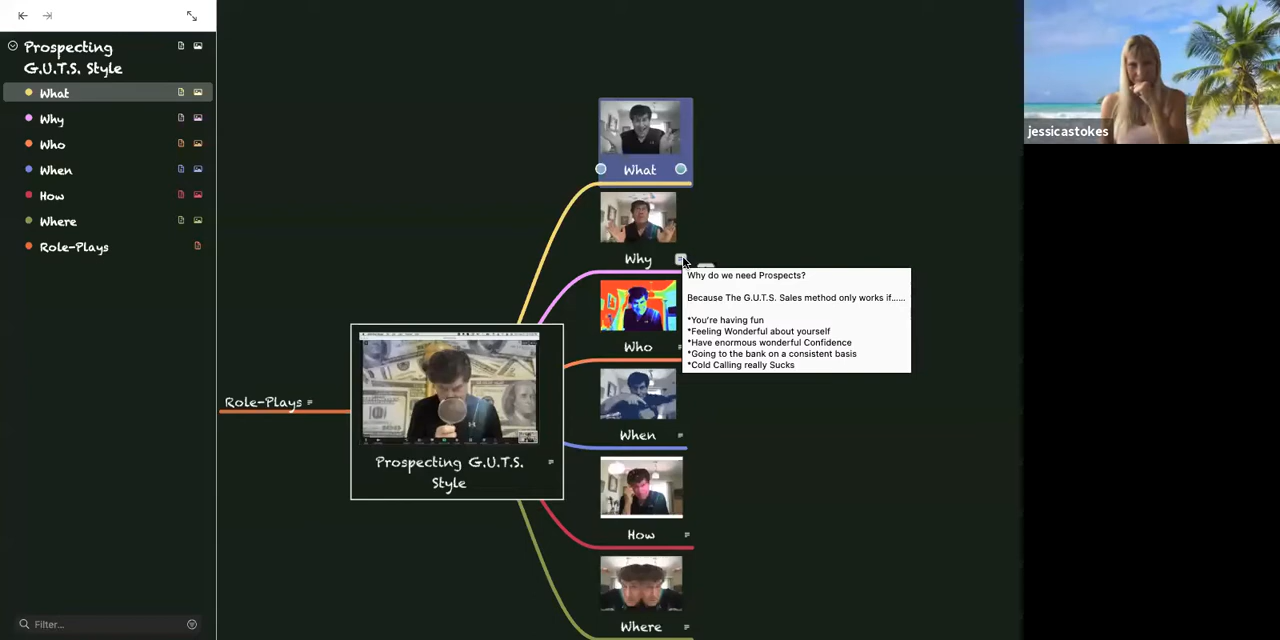 Prospecting
G.U.T.S. Style
What
Why
Who
When
How
Where
Role-Plays
Filter...
What
Why
Why do we need Prospects?
Because The G.U.T.S. Sales method only works if......
*You're having fun
*Feeling Wonderful about yourself
*Have enormous wonderful Confidence
*Going to the bank on a consistent basis
*Cold Calling really Sucks
Who
When
How
Where
Role-Plays
Prospecting G.U.T.S.
Style
jessicastokes